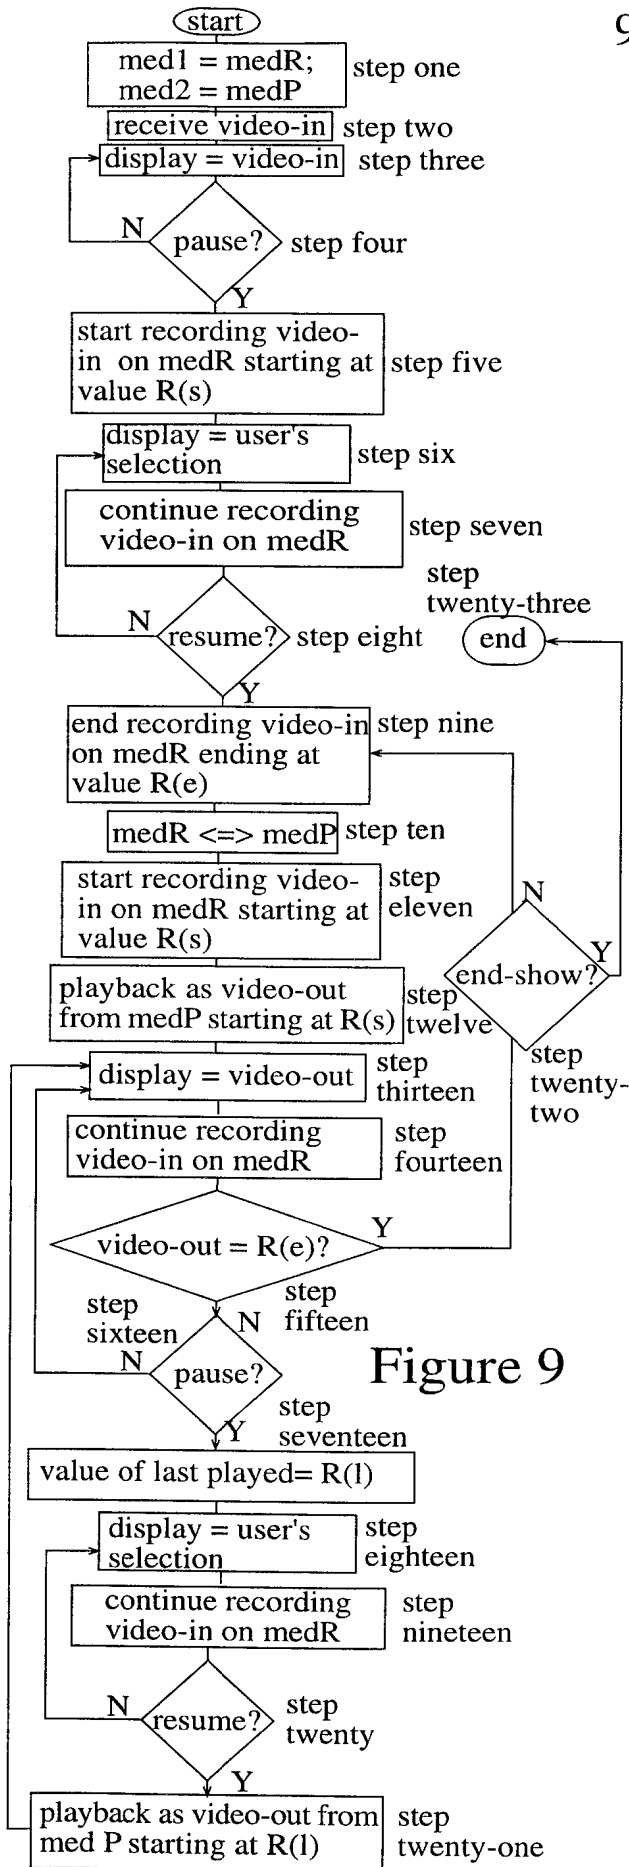 start
9
med1 = medR;
med2 = medP
step one
receive video-in
step two
display = video-in
step three
N
pause?
step four
Y
start recording video-
in on medR starting at
value R(s)
step five
display = user's
selection
step six
continue recording
video-in on medR
step seven
step
twenty-three
end
N
resume?
step eight
Y
end recording video-in
on medR ending at
value R(e)
step nine
medR <=> medP
step ten
start recording video-
in on medR starting at
value R(s)
step
eleven
N
Y
end-show?
step
twenty-
two
playback as video-out
from medP starting at R(s)
step
twelve
display = video-out
step
thirteen
continue recording
video-in on medR
step
fourteen
video-out = R(e)?
Y
step
fifteen
N
step
sixteen
N
pause?
Figure 9
Y
step
seventeen
value of last played= R(l)
display = user's
selection
step
eighteen
continue recording
video-in on medR
step
nineteen
N
resume?
step
twenty
Y
playback as video-out from
med P starting at R(l)
step
twenty-one